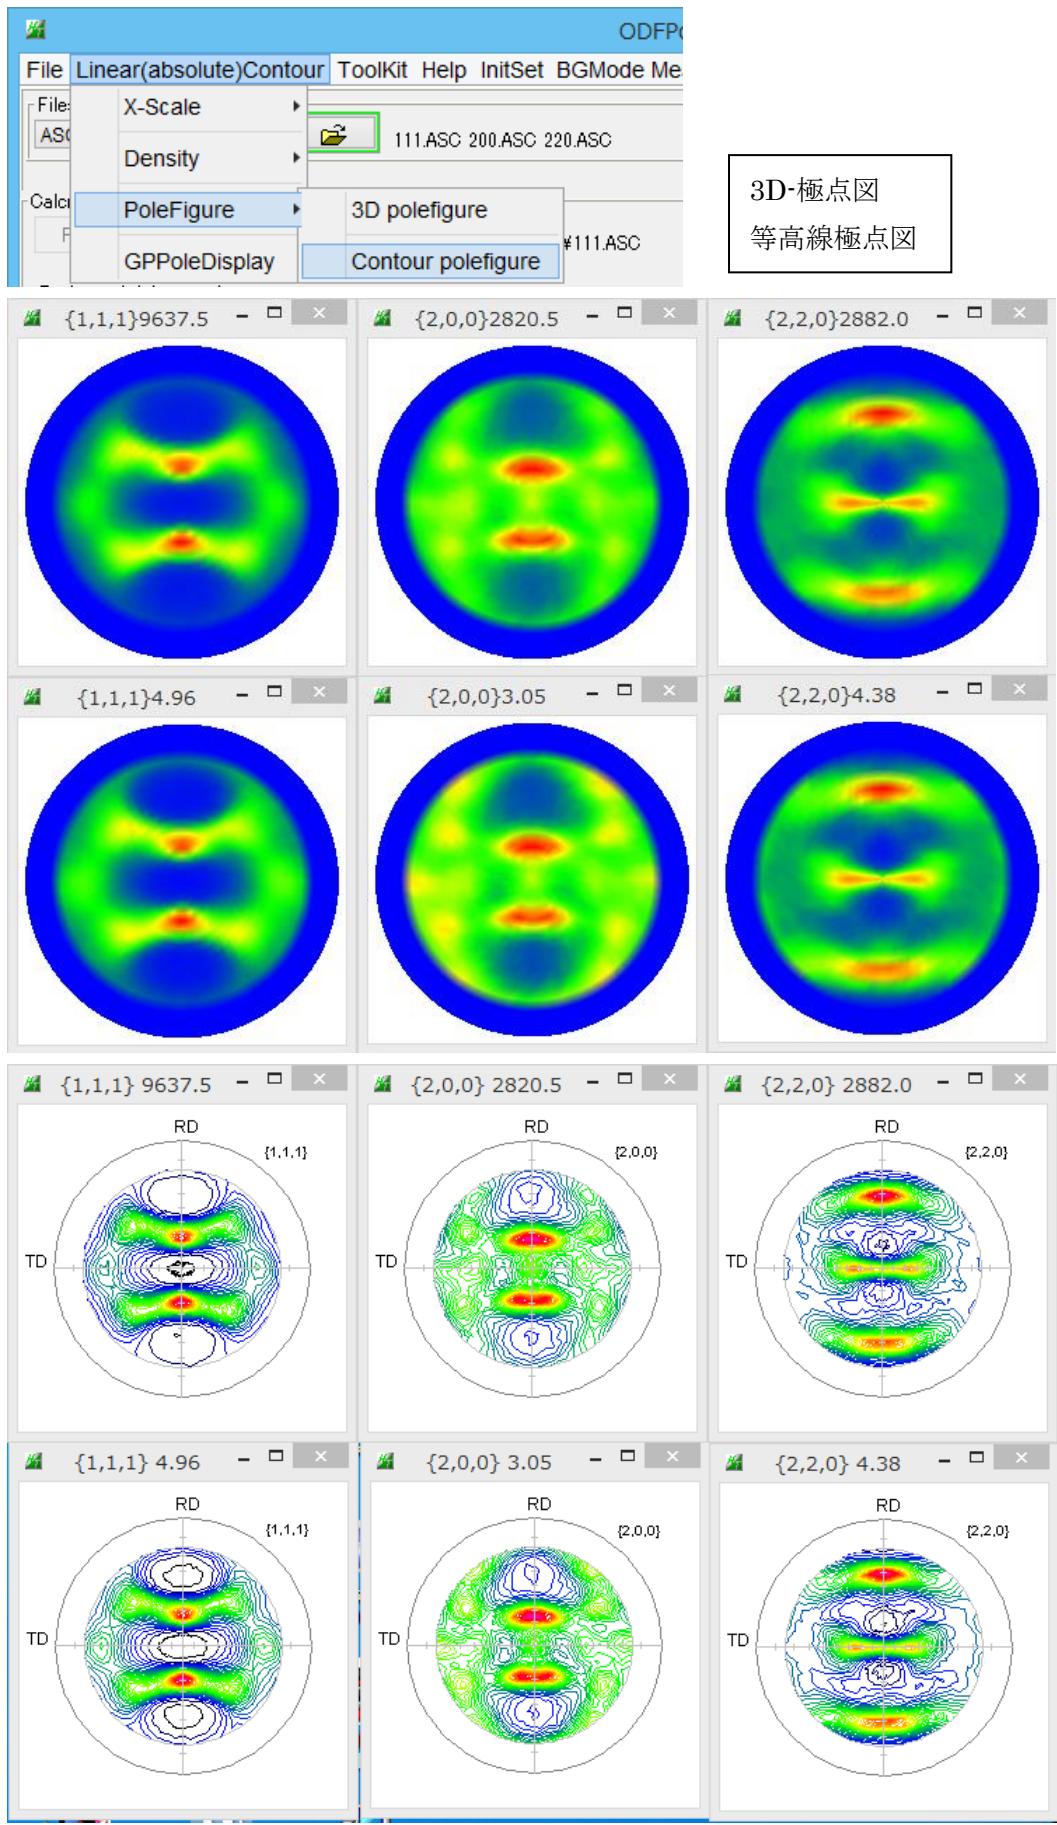 ODFP
File Linear(absolute)Contour ToolKit Help InitSet BGMode Me
File
X-Scale
ASC
111.ASC 200.ASC 220.ASC
Density
Calc
PoleFigure
3D polefigure
¥111.ASC
GPPoleDisplay
Contour polefigure
3D-極点図
等高線極点図
{1,1,1}9637.5
{2,0,0}2820.5
{2,2,0}2882.0
{1,1,1}4.96
{2,0,0}3.05
{2,2,0}4.38
{1,1,1} 9637.5
{2,0,0} 2820.5
{2,2,0} 2882.0
RD
{1,1,1}
TD
RD
{2,0,0}
TD
RD
{2,2,0}
TD
{1,1,1} 4.96
{2,0,0} 3.05
{2,2,0} 4.38
RD
{1,1,1}
TD
RD
{2,0,0}
TD
RD
{2,2,0}
TD